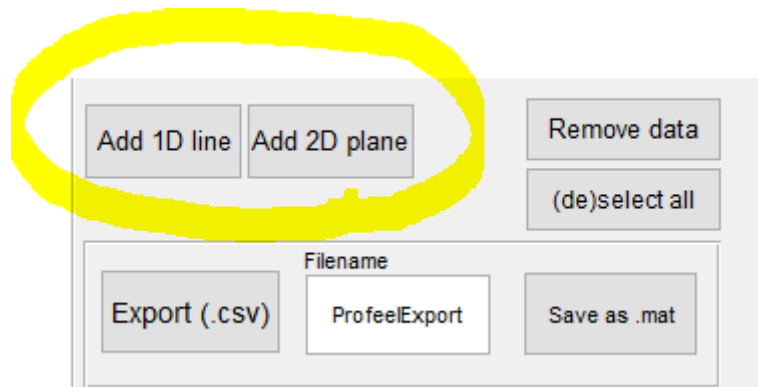 Add 1D line
Add 2D plane
Remove data
(de)select all
Filename
Export (.csv)
ProfeelExport
Save as .mat